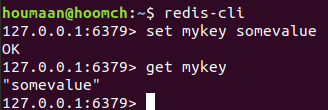 houmaan@hoomch:~$ redis-cli
127.0.0.1:6379> set mykey somevalue
OK
127.0.0.1:6379> get mykey
"somevalue"
127.0.0.1:6379>